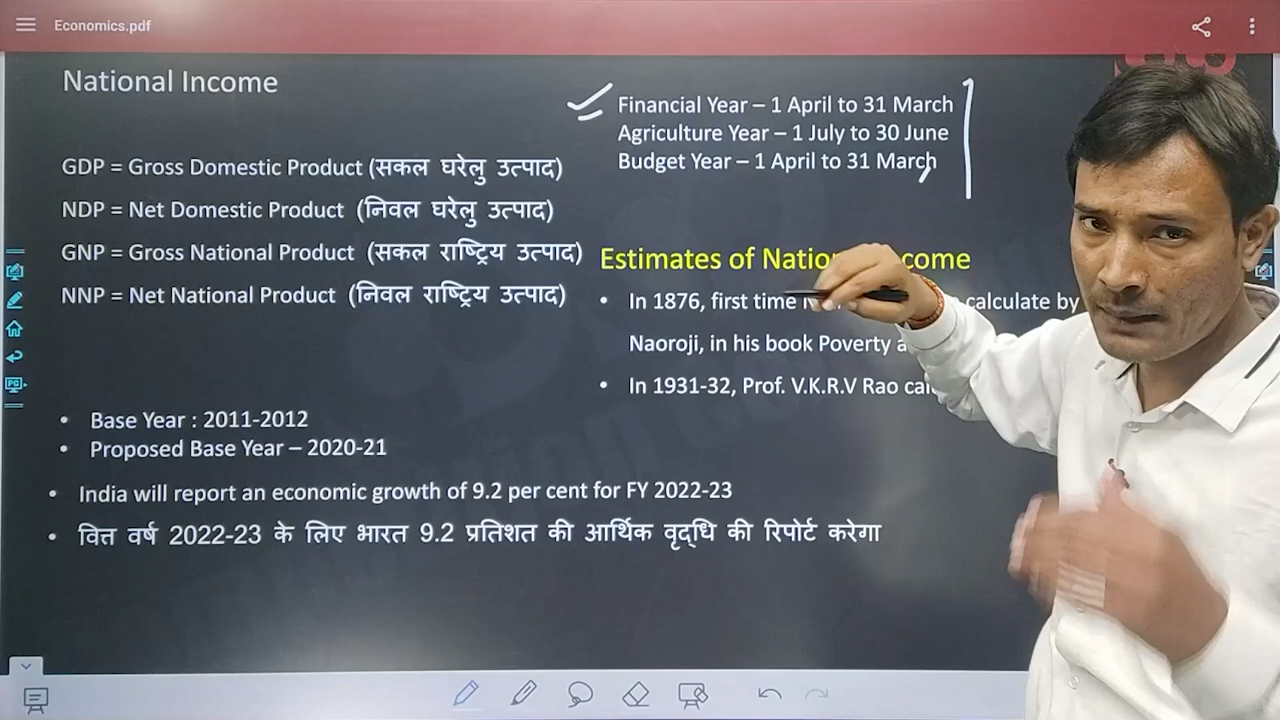 Economics.pdf
National Income
GDP = Gross Domestic Product (सकल घरेलु उत्पाद)
NDP = Net Domestic Product (निवल घरेलु उत्पाद)
GNP = Gross National Product (सकल राष्ट्रिय उत्पाद)
NNP = Net National Product (निवल राष्ट्रिय उत्पाद)
• Base Year : 2011-2012
• Proposed Base Year – 2020-21
• India will report an economic growth of 9.2 per cent for FY 2022-23
• वित्त वर्ष 2022-23 के लिए भारत 9.2 प्रतिशत की आर्थिक वृद्धि की रिपोर्ट करेगा
Financial Year – 1 April to 31 March
Agriculture Year – 1 July to 30 June
Budget Year – 1 April to 31 March
Estimates of
• In 1876, first time calculate by
Naoroji, in his book Poverty
• In 1931-32, Prof. V.K.R.V Rao
PG